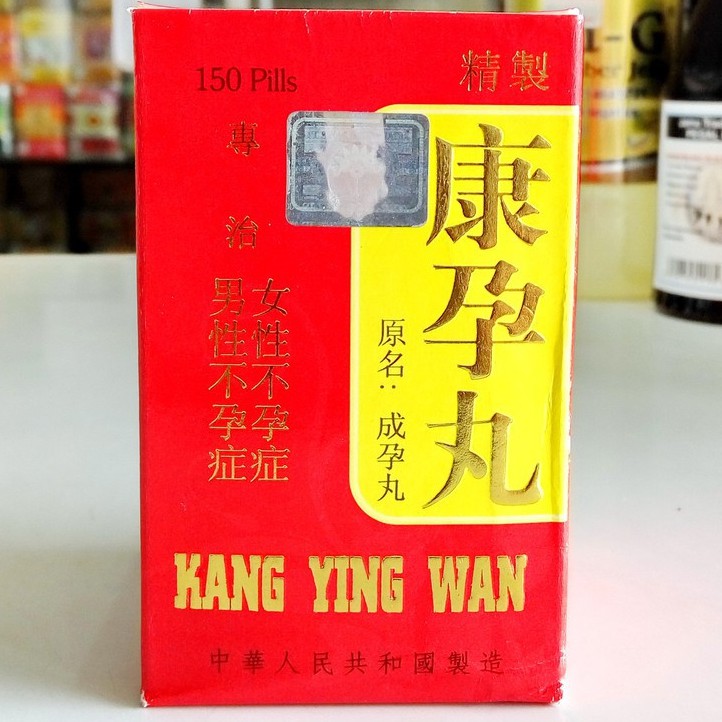 150 Pills
精製
康孕丸
原名：成孕丸
專治
女性不孕症
男性不孕症
KANG YING WAN
中華人民共和國製造